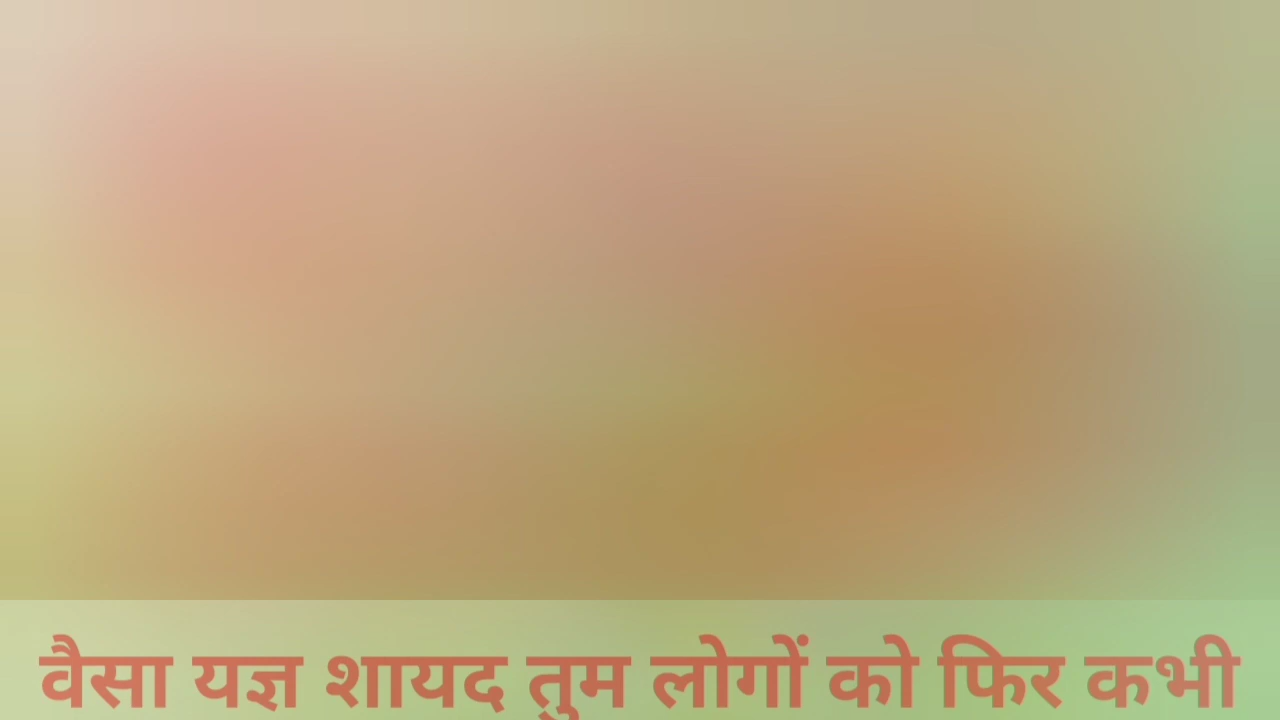 वैसा यज्ञ शायद तुम लोगों को फिर कभी